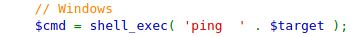 // Windows
$cmd = shell_exec( 'ping  ' . $target );